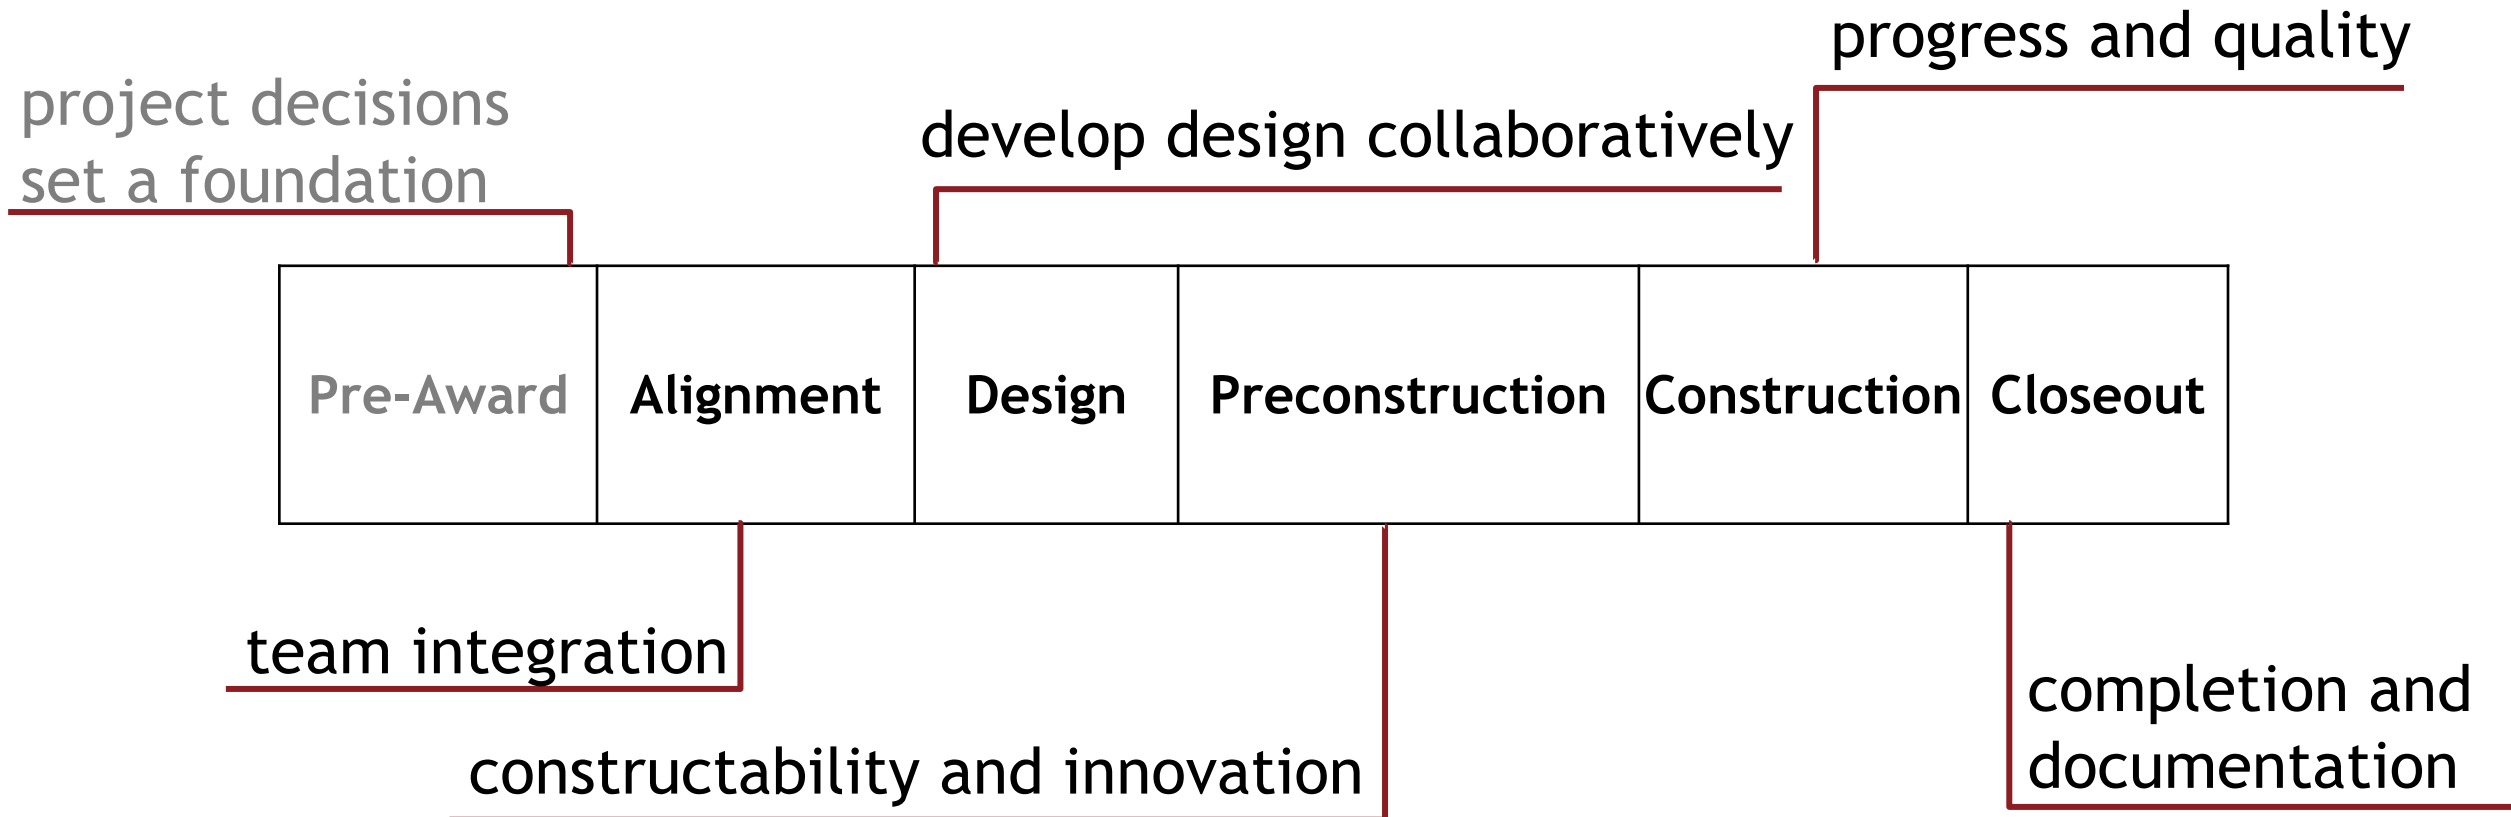 progress and quality
project decisions
set a foundation
develop design collaboratively
Pre-Award
Alignment
Design
Preconstruction
Construction
Closeout
team integration
constructability and innovation
completion and
documentation